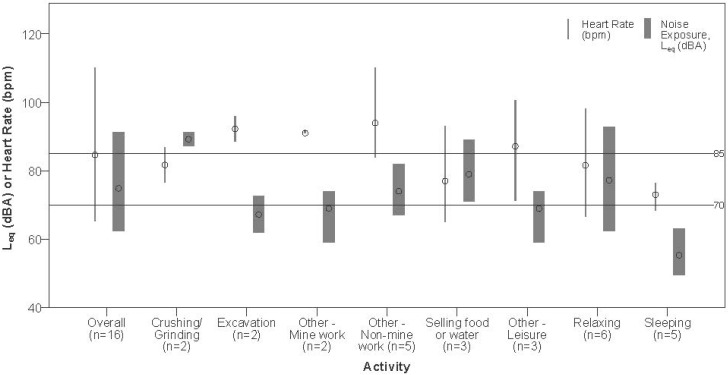 Heart Rate
(bpm)
Noise
Exposure,
Leq (dBA)
Leq (dBA) or Heart Rate (bpm)
120
100
80
60
40
85
70
Overall
(n=16)
Crushing/
Grinding
(n=2)
Excavation
(n=2)
Other -
Mine work
(n=2)
Other -
Non-mine
work (n=5)
Selling food
or water
(n=3)
Other -
Leisure
(n=3)
Relaxing
(n=6)
Sleeping
(n=5)
Activity